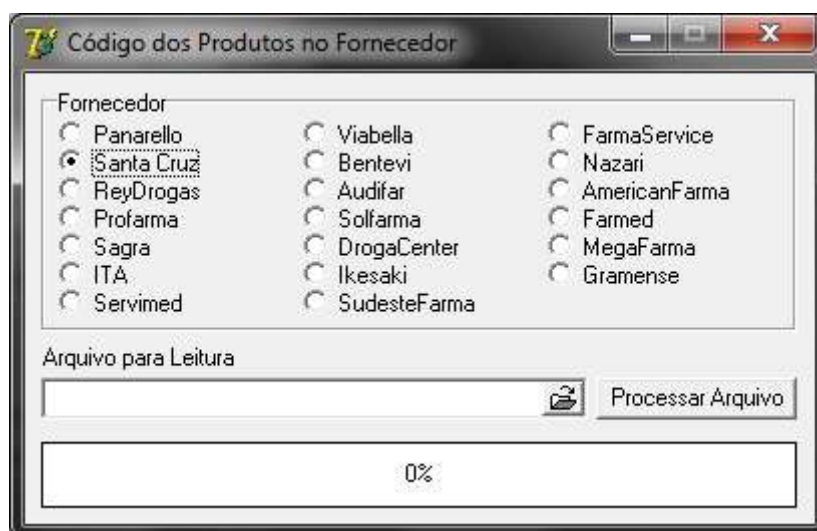 Código dos Produtos no Fornecedor
Fornecedor
Panarello Viabella FarmaService
Santa Cruz Bentevi Nazari
ReyDrogas Audifar AmericanFarma
Profarma Solfarma Farmed
Sagra DrogaCenter MegaFarma
ITA Ikesaki Gramense
Servimed SudesteFarma
Arquivo para Leitura
Processar Arquivo
0%